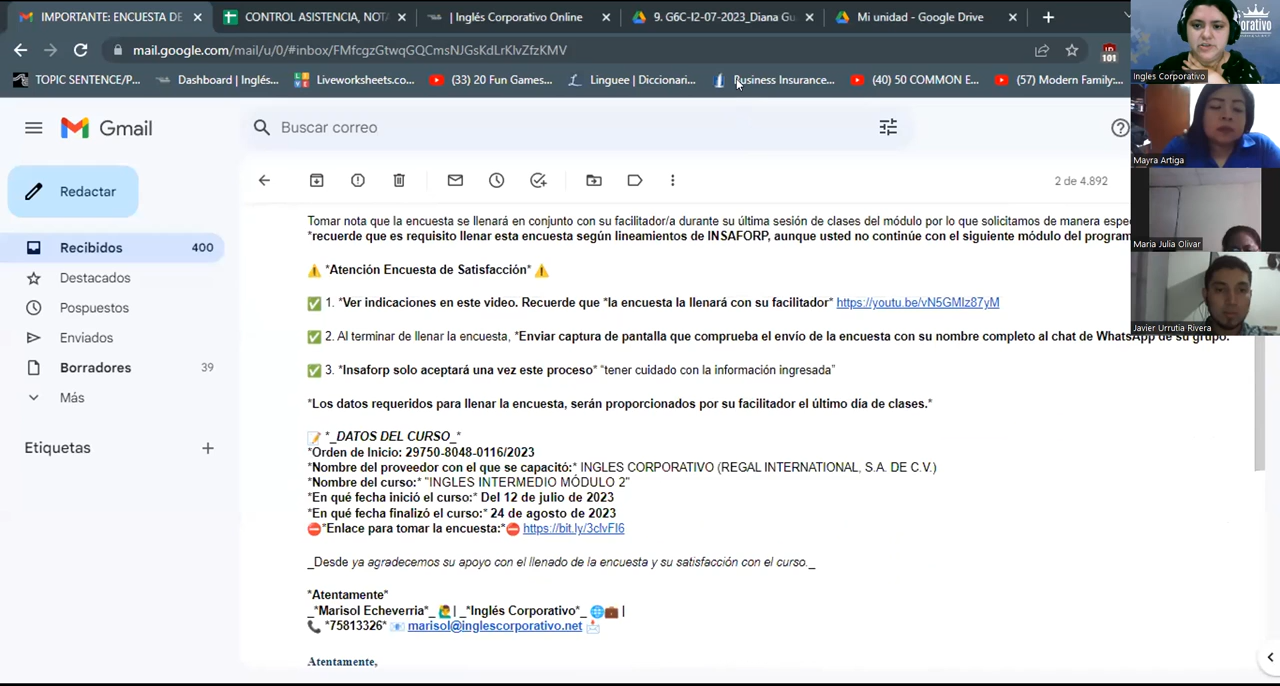 IMPORTANTE: ENCUESTA DE
CONTROL ASISTENCIA, NOTA
| Inglés Corporativo Online
9. G6C-I2-07-2023_Diana Gu
Mi unidad - Google Drive
mail.google.com/mail/u/0/#inbox/FMfcgzGtwqGQCmsNJGsKdLrKlvZfzKMV
101
TOPIC SENTENCE/P...
Dashboard | Inglés...
Liveworksheets.co...
(33) 20 Fun Games...
Linguee | Diccionari...
Business Insurance...
(40) 50 COMMON E...
(57) Modern Family:...
orativo
Ingles Corporativo
Mayra Artiga
Maria Julia Olivar
Javier Urrutia Rivera
Gmail
Buscar correo
Redactar
2 de 4.892
Recibidos 400
Destacados
Pospuestos
Enviados
Borradores 39
Más
Etiquetas
Tomar nota que la encuesta se llenará en conjunto con su facilitador/a durante su última sesión de clases del módulo por lo que solicitamos de manera espec
*recuerde que es requisito llenar esta encuesta según lineamientos de INSAFORP, aunque usted no continúe con el siguiente módulo del program
⚠️ *Atención Encuesta de Satisfacción* ⚠️
✅ 1. *Ver indicaciones en este video. Recuerde que *la encuesta la llenará con su facilitador* https://youtu.be/vN5GMlz87yM
✅ 2. Al terminar de llenar la encuesta, *Enviar captura de pantalla que comprueba el envío de la encuesta con su nombre completo al chat de WhatsApp de su grupo.*
✅ 3. *Insaforp solo aceptará una vez este proceso* “tener cuidado con la información ingresada”
*Los datos requeridos para llenar la encuesta, serán proporcionados por su facilitador el último día de clases.*
📝 *_DATOS DEL CURSO_*
*Orden de Inicio: 29750-8048-0116/2023
*Nombre del proveedor con el que se capacitó:* INGLES CORPORATIVO (REGAL INTERNATIONAL, S.A. DE C.V.)
*Nombre del curso:* "INGLES INTERMEDIO MÓDULO 2"
*En qué fecha inició el curso:* Del 12 de julio de 2023
*En qué fecha finalizó el curso:* 24 de agosto de 2023
⛔*Enlace para tomar la encuesta:*⛔ https://bit.ly/3clvFI6
_Desde ya agradecemos su apoyo con el llenado de la encuesta y su satisfacción con el curso._
*Atentamente*
_*Marisol Echeverria*_ 🙋‍♂️| _*Inglés Corporativo*_ 🌐💼 |
📞 *75813326* 📧 marisol@inglescorporativo.net 📩
Atentamente,